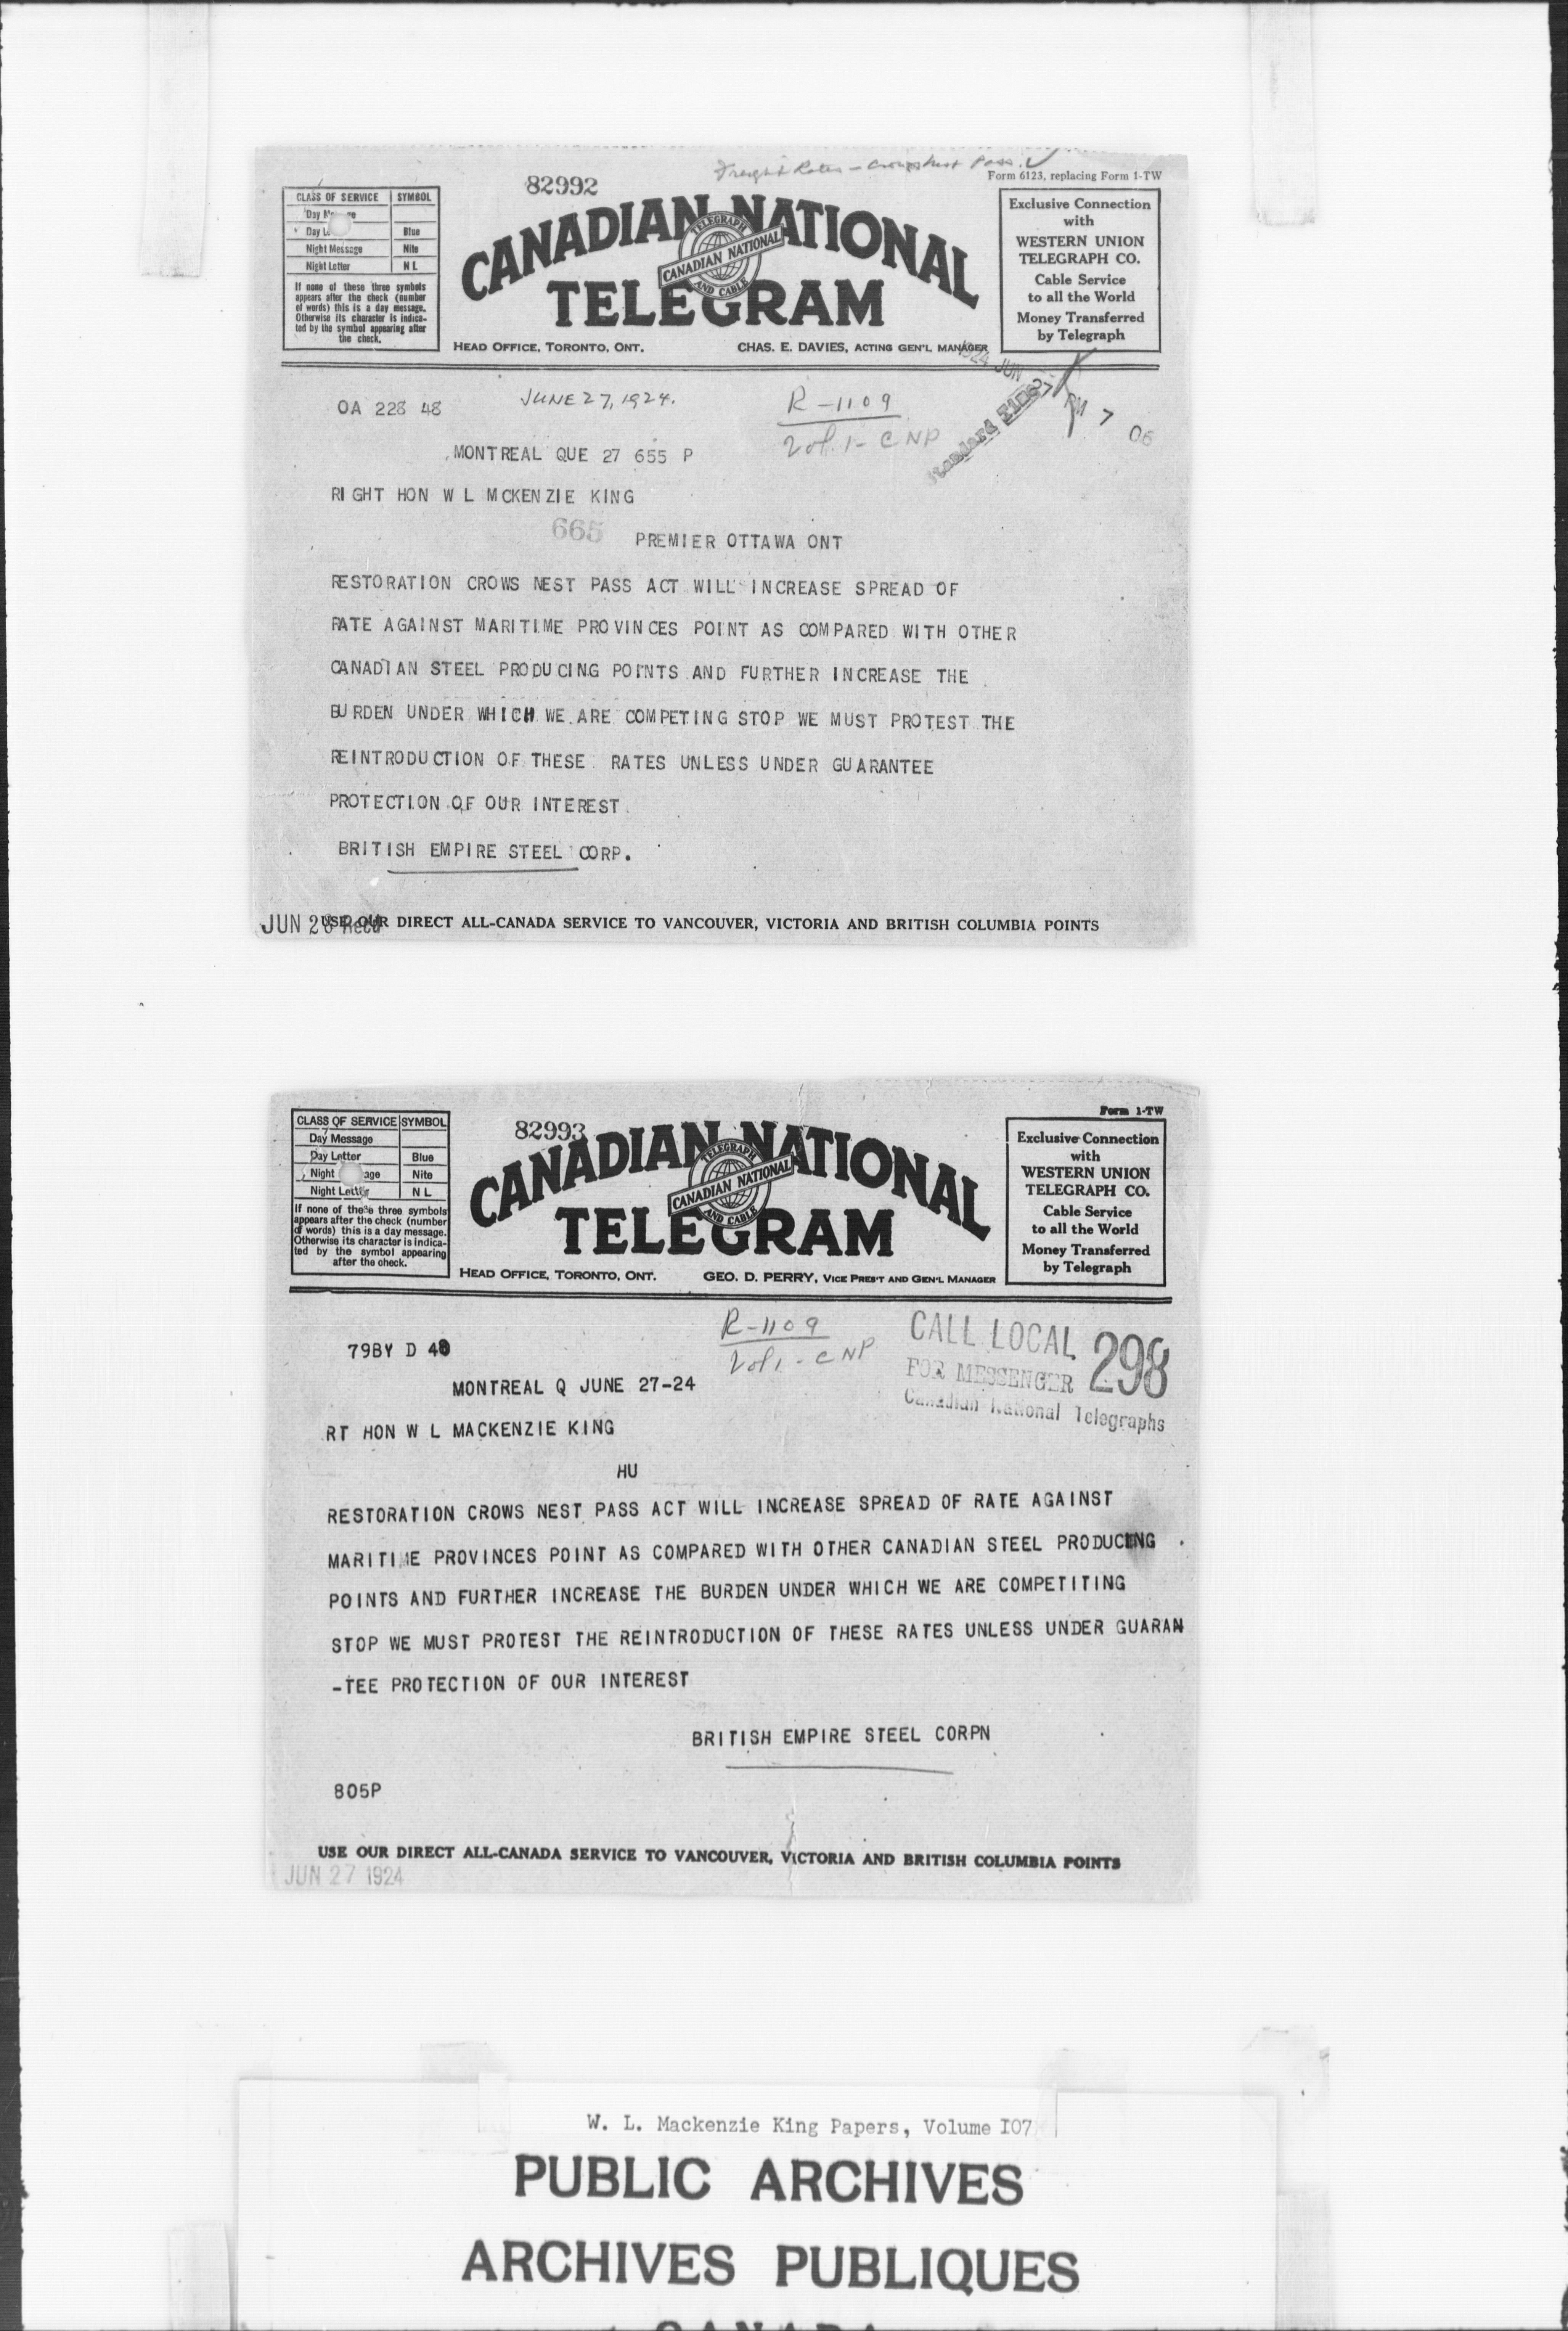 Freight Rates - Crows Nest Pass.
Form 6123, replacing Form 1-TW
82992
CLASS OF SERVICE SYMBOL
Day
Day Blue
Night Message Nite
Night Letter N L
If none of these three symbols
appears after the check (number
of words) this is a day message.
Otherwise its character is indica-
ted by the symbol appearing after
the check.
CANADIAN NATIONAL
TELEGRAM
TELEGRAPH
CANADIAN NATIONAL
AND CABLE
Exclusive Connection
with
WESTERN UNION
TELEGRAPH CO.
Cable Service
to all the World
Money Transferred
by Telegraph
HEAD OFFICE, TORONTO, ONT. CHAS. E. DAVIES, ACTING GEN'L MANAGER
1924 JUN 27 PM 7 06
Standard Time
OA 228 48 JUNE 27, 1924. R-1109
Vol. 1 - CNP
MONTREAL QUE 27 655 P
RIGHT HON W L MCKENZIE KING
665 PREMIER OTTAWA ONT
RESTORATION CROWS NEST PASS ACT WILL INCREASE SPREAD OF
RATE AGAINST MARITIME PROVINCES POINT AS COMPARED WITH OTHER
CANADIAN STEEL PRODUCING POINTS AND FURTHER INCREASE THE
BURDEN UNDER WHICH WE ARE COMPETING STOP WE MUST PROTEST THE
REINTRODUCTION OF THESE RATES UNLESS UNDER GUARANTEE
PROTECTION OF OUR INTEREST
BRITISH EMPIRE STEEL CORP.
JUN 28 Recd
USE OUR DIRECT ALL-CANADA SERVICE TO VANCOUVER, VICTORIA AND BRITISH COLUMBIA POINTS
Form 1-TW
82993
CLASS OF SERVICE SYMBOL
Day Message
Day Letter Blue
Night Nite
Night Letter N L
If none of these three symbols
appears after the check (number
of words) this is a day message.
Otherwise its character is indica-
ted by the symbol appearing
after the check.
CANADIAN NATIONAL
TELEGRAM
TELEGRAPH
CANADIAN NATIONAL
AND CABLE
Exclusive Connection
with
WESTERN UNION
TELEGRAPH CO.
Cable Service
to all the World
Money Transferred
by Telegraph
HEAD OFFICE, TORONTO, ONT. GEO. D. PERRY, VICE PRES'T AND GEN'L MANAGER
R-1109
Vol 1 - CNP
CALL LOCAL 298
FOR MESSENGER
Canadian National Telegraphs
79BY D 48
MONTREAL Q JUNE 27-24
RT HON W L MACKENZIE KING
HU
RESTORATION CROWS NEST PASS ACT WILL INCREASE SPREAD OF RATE AGAINST
MARITIME PROVINCES POINT AS COMPARED WITH OTHER CANADIAN STEEL PRODUCING
POINTS AND FURTHER INCREASE THE BURDEN UNDER WHICH WE ARE COMPETITING
STOP WE MUST PROTEST THE REINTRODUCTION OF THESE RATES UNLESS UNDER GUARAN
-TEE PROTECTION OF OUR INTEREST
BRITISH EMPIRE STEEL CORPN
805P
USE OUR DIRECT ALL-CANADA SERVICE TO VANCOUVER, VICTORIA AND BRITISH COLUMBIA POINTS
JUN 27 1924
W. L. Mackenzie King Papers, Volume I07
PUBLIC ARCHIVES
ARCHIVES PUBLIQUES
CANADA